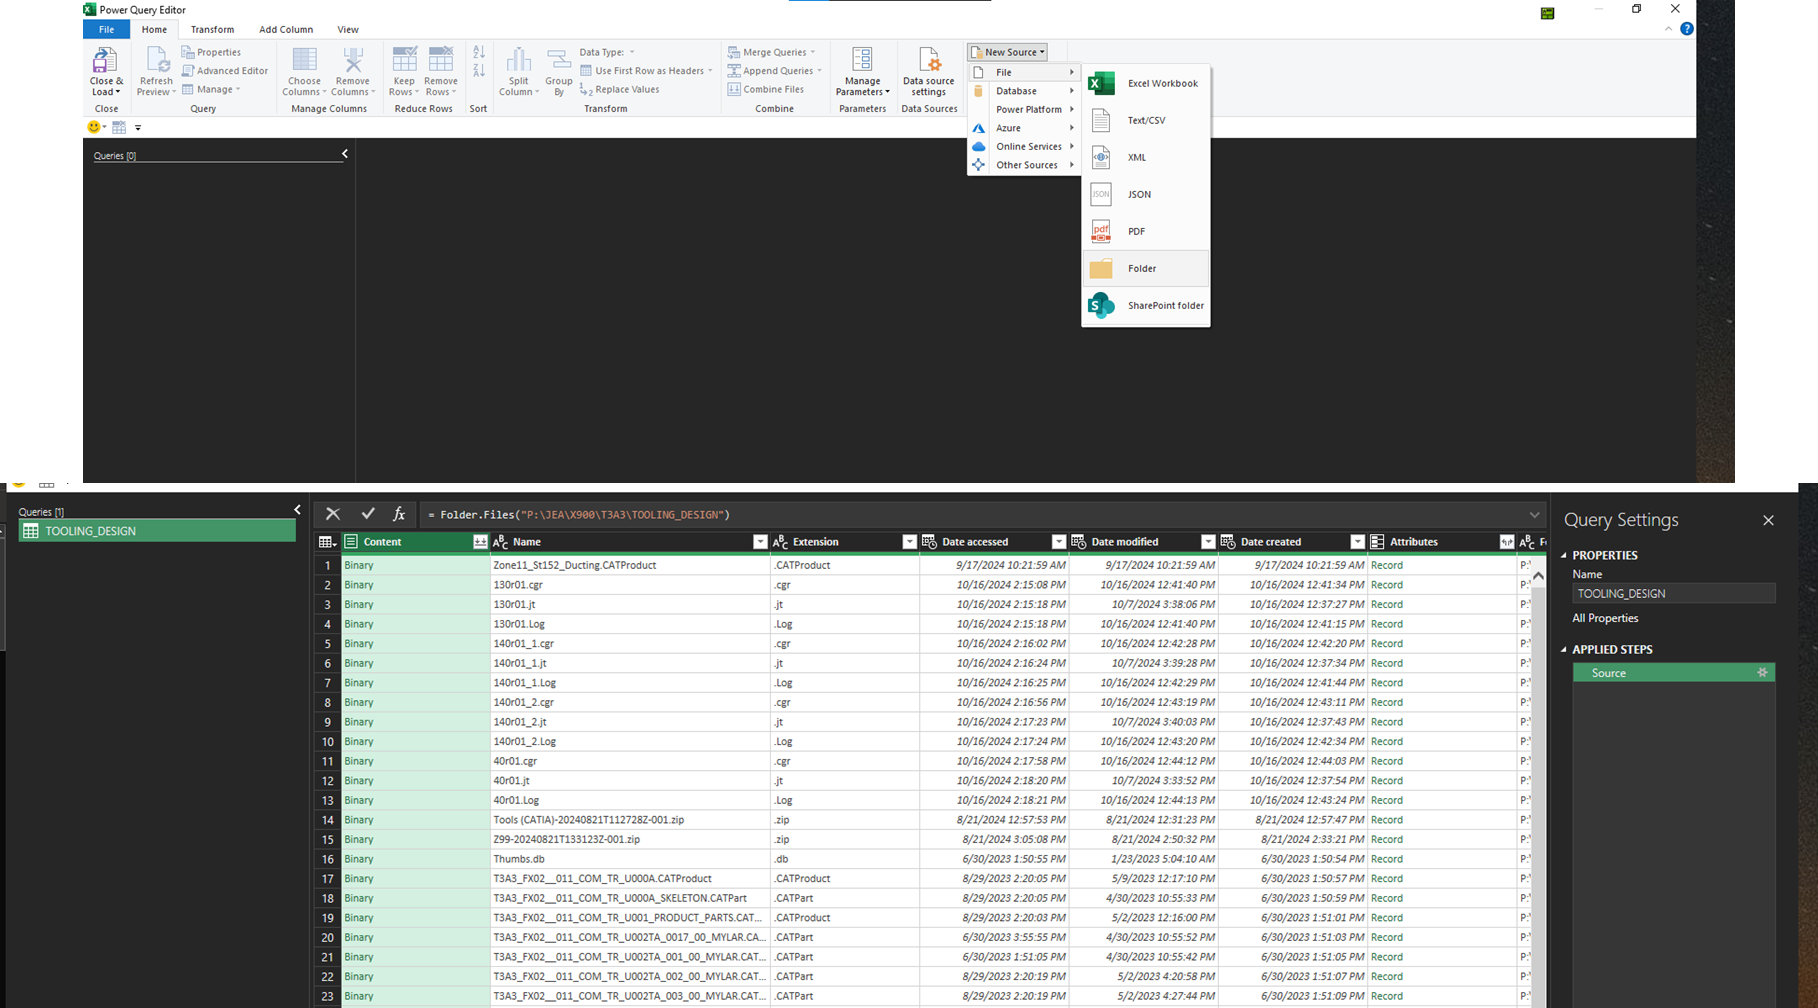 Power Query Editor
File Home Transform Add Column View
Close & Load
Refresh Preview
Properties
Advanced Editor
Manage
Choose Columns
Remove Columns
Keep Rows
Remove Rows
Split Column
Group By
Data Type:
Use First Row as Headers
Replace Values
Merge Queries
Append Queries
Combine Files
Manage Parameters
Data source settings
New Source
Close Query Manage Columns Reduce Rows Sort Transform Combine Parameters Data Sources
File
Database
Power Platform
Azure
Online Services
Other Sources
Excel Workbook
Text/CSV
XML
JSON JSON
pdf PDF
Folder
S SharePoint folder
Queries [0]
Queries [1]
TOOLING_DESIGN
fx = Folder.Files("P:\JEA\X900\T3A3\TOOLING_DESIGN")
Content ABC Name ABC Extension Date accessed Date modified Date created Attributes ABC F
1 Binary Zone11_St152_Ducting.CATProduct .CATProduct 9/17/2024 10:21:59 AM 9/17/2024 10:21:59 AM 9/17/2024 10:21:59 AM Record P:\
2 Binary 130r01.cgr .cgr 10/16/2024 2:15:08 PM 10/16/2024 12:41:40 PM 10/16/2024 12:41:34 PM Record P:\
3 Binary 130r01.jt .jt 10/16/2024 2:15:18 PM 10/7/2024 3:38:06 PM 10/16/2024 12:37:27 PM Record P:\
4 Binary 130r01.Log .Log 10/16/2024 2:15:18 PM 10/16/2024 12:41:40 PM 10/16/2024 12:41:15 PM Record P:\
5 Binary 140r01_1.cgr .cgr 10/16/2024 2:16:02 PM 10/16/2024 12:42:28 PM 10/16/2024 12:42:20 PM Record P:\
6 Binary 140r01_1.jt .jt 10/16/2024 2:16:24 PM 10/7/2024 3:39:28 PM 10/16/2024 12:37:34 PM Record P:\
7 Binary 140r01_1.Log .Log 10/16/2024 2:16:25 PM 10/16/2024 12:42:29 PM 10/16/2024 12:41:44 PM Record P:\
8 Binary 140r01_2.cgr .cgr 10/16/2024 2:16:56 PM 10/16/2024 12:43:19 PM 10/16/2024 12:43:11 PM Record P:\
9 Binary 140r01_2.jt .jt 10/16/2024 2:17:23 PM 10/7/2024 3:40:03 PM 10/16/2024 12:37:43 PM Record P:\
10 Binary 140r01_2.Log .Log 10/16/2024 2:17:24 PM 10/16/2024 12:43:20 PM 10/16/2024 12:42:34 PM Record P:\
11 Binary 40r01.cgr .cgr 10/16/2024 2:17:58 PM 10/16/2024 12:44:12 PM 10/16/2024 12:44:03 PM Record P:\
12 Binary 40r01.jt .jt 10/16/2024 2:18:20 PM 10/7/2024 3:33:52 PM 10/16/2024 12:37:54 PM Record P:\
13 Binary 40r01.Log .Log 10/16/2024 2:18:21 PM 10/16/2024 12:44:13 PM 10/16/2024 12:43:24 PM Record P:\
14 Binary Tools (CATIA)-20240821T112728Z-001.zip .zip 8/21/2024 12:57:53 PM 8/21/2024 12:31:23 PM 8/21/2024 12:57:47 PM Record P:\
15 Binary Z99-20240821T133123Z-001.zip .zip 8/21/2024 3:05:08 PM 8/21/2024 2:50:32 PM 8/21/2024 2:33:21 PM Record P:\
16 Binary Thumbs.db .db 6/30/2023 1:50:55 PM 1/23/2023 5:04:10 AM 6/30/2023 1:50:54 PM Record P:\
17 Binary T3A3_FX02__011_COM_TR_U000A.CATProduct .CATProduct 8/29/2023 2:20:05 PM 5/9/2023 12:17:10 PM 6/30/2023 1:50:57 PM Record P:\
18 Binary T3A3_FX02__011_COM_TR_U000A_SKELETON.CATPart .CATPart 8/29/2023 2:20:05 PM 4/30/2023 10:55:33 PM 6/30/2023 1:50:59 PM Record P:\
19 Binary T3A3_FX02__011_COM_TR_U001_PRODUCT_PARTS.CAT... .CATProduct 8/29/2023 2:20:03 PM 5/2/2023 12:16:00 PM 6/30/2023 1:51:01 PM Record P:\
20 Binary T3A3_FX02__011_COM_TR_U002TA_0017_00_MYLAR.CA... .CATPart 6/30/2023 3:55:55 PM 4/30/2023 10:55:52 PM 6/30/2023 1:51:03 PM Record P:\
21 Binary T3A3_FX02__011_COM_TR_U002TA_001_00_MYLAR.CAT... .CATPart 6/30/2023 1:51:05 PM 4/30/2023 10:55:42 PM 6/30/2023 1:51:05 PM Record P:\
22 Binary T3A3_FX02__011_COM_TR_U002TA_002_00_MYLAR.CAT... .CATPart 8/29/2023 2:20:19 PM 5/2/2023 4:20:58 PM 6/30/2023 1:51:07 PM Record P:\
23 Binary T3A3_FX02__011_COM_TR_U002TA_003_00_MYLAR.CAT... .CATPart 8/29/2023 2:20:19 PM 5/2/2023 4:27:44 PM 6/30/2023 1:51:09 PM Record P:\
Query Settings
PROPERTIES
Name
TOOLING_DESIGN
All Properties
APPLIED STEPS
Source